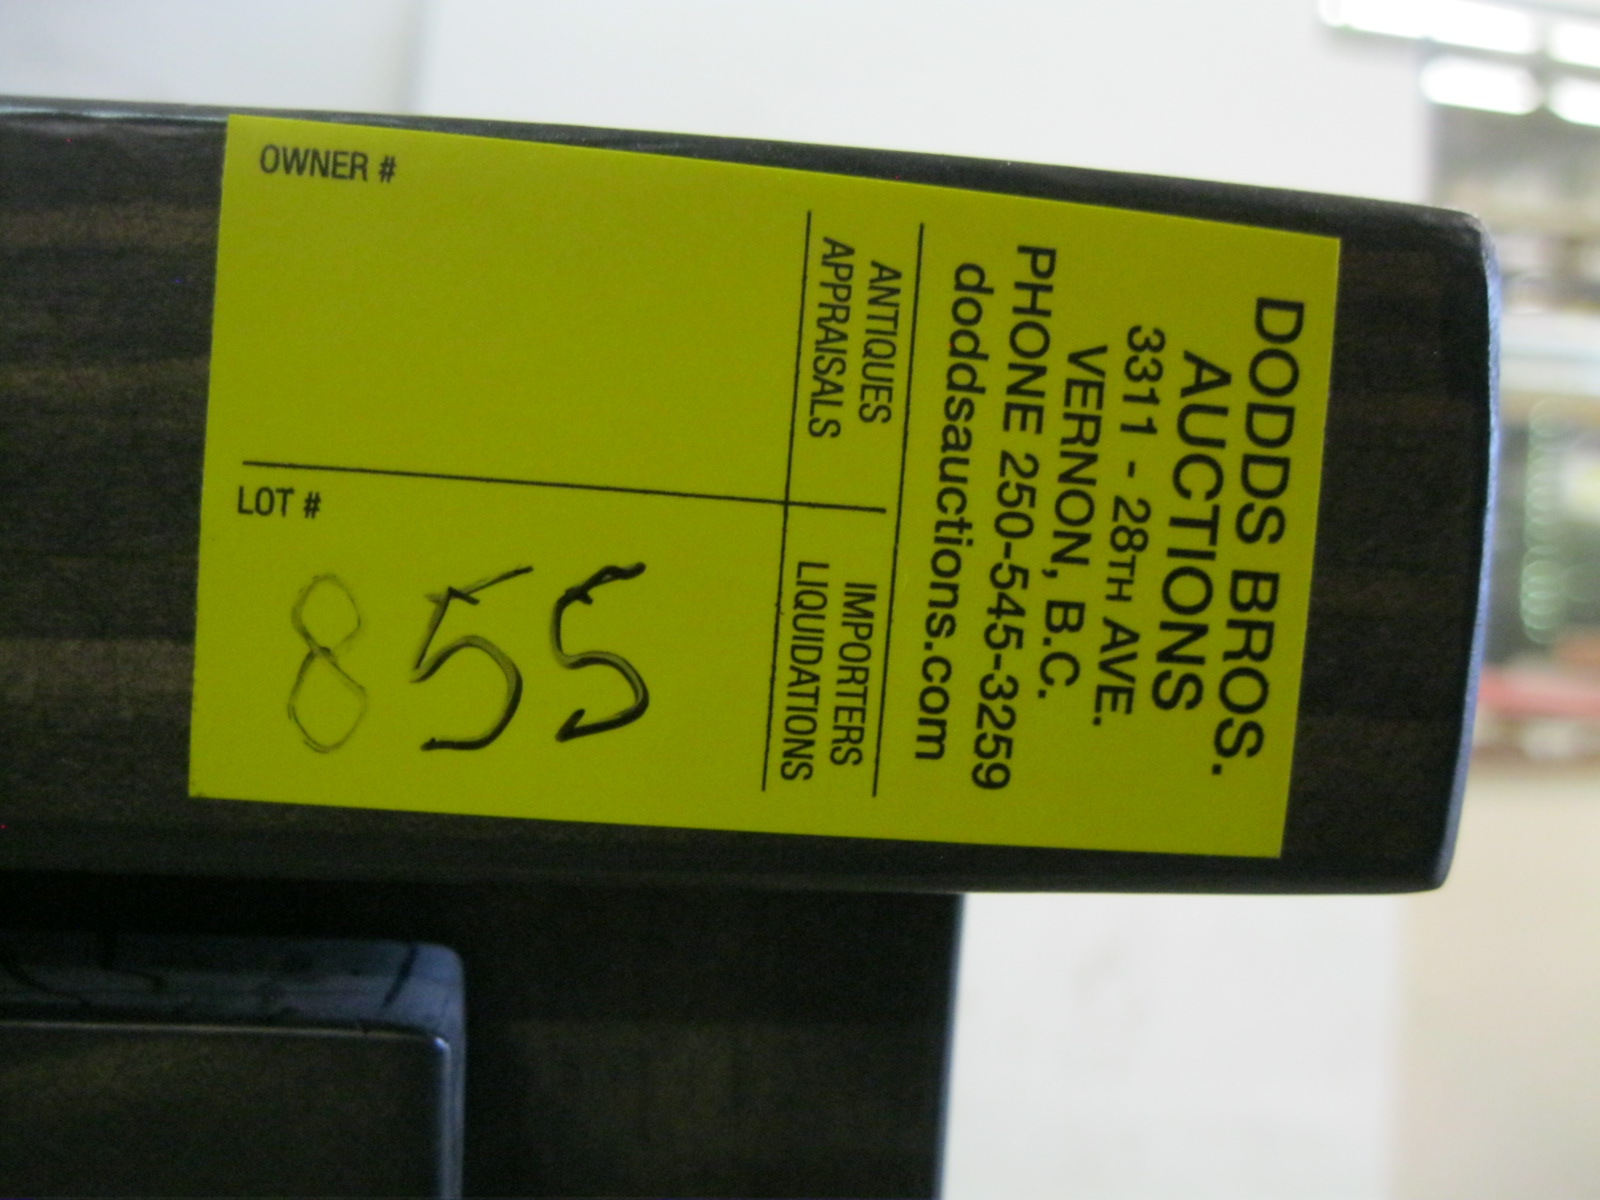 DODDS BROS.
AUCTIONS
3311 - 28TH AVE.
VERNON, B.C.
PHONE 250-545-3259
doddsauctions.com
ANTIQUES
APPRAISALS
IMPORTERS
LIQUIDATIONS
OWNER #
LOT #
855